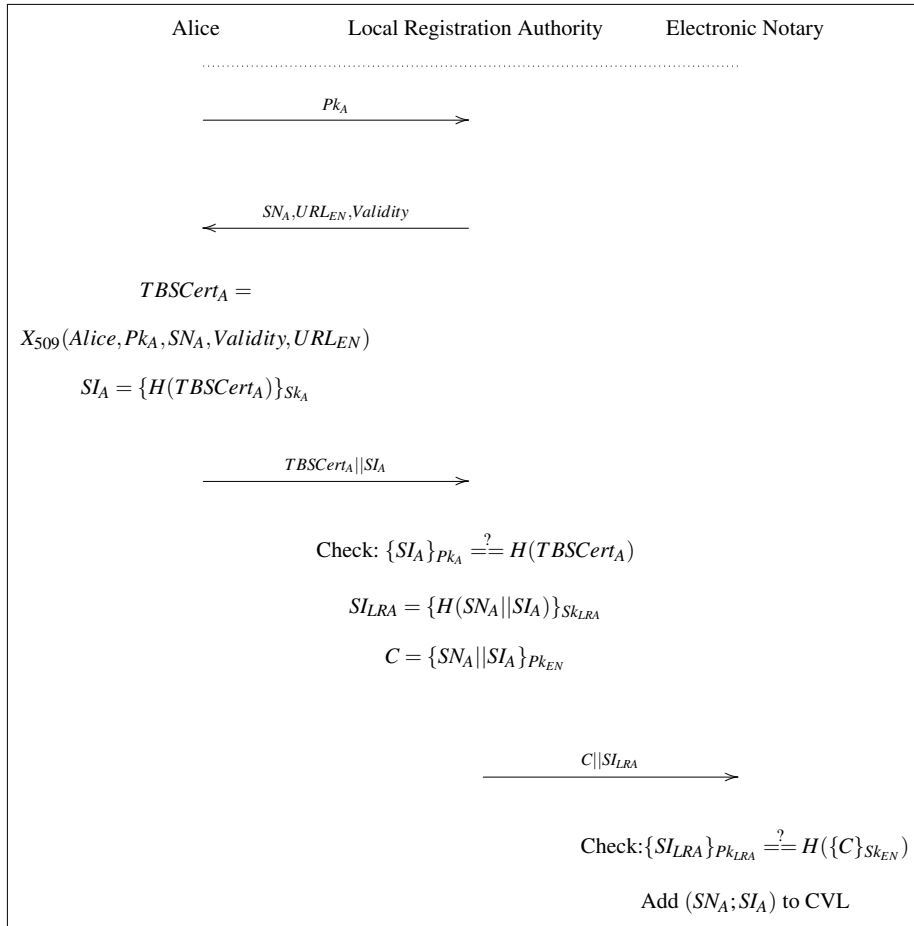 Alice Local Registration Authority Electronic Notary
Pk_A
SN_A,URL_EN,Validity
TBSCert_A =
X_509(Alice,Pk_A,SN_A,Validity,URL_EN)
SI_A = {H(TBSCert_A)}_Sk_A
TBSCert_A||SI_A
Check: {SI_A}_Pk_A =?= H(TBSCert_A)
SI_LRA = {H(SN_A||SI_A)}_Sk_LRA
C = {SN_A||SI_A}_Pk_EN
C||SI_LRA
Check:{SI_LRA}_Pk_LRA =?= H({C}_Sk_EN)
Add (SN_A;SI_A) to CVL